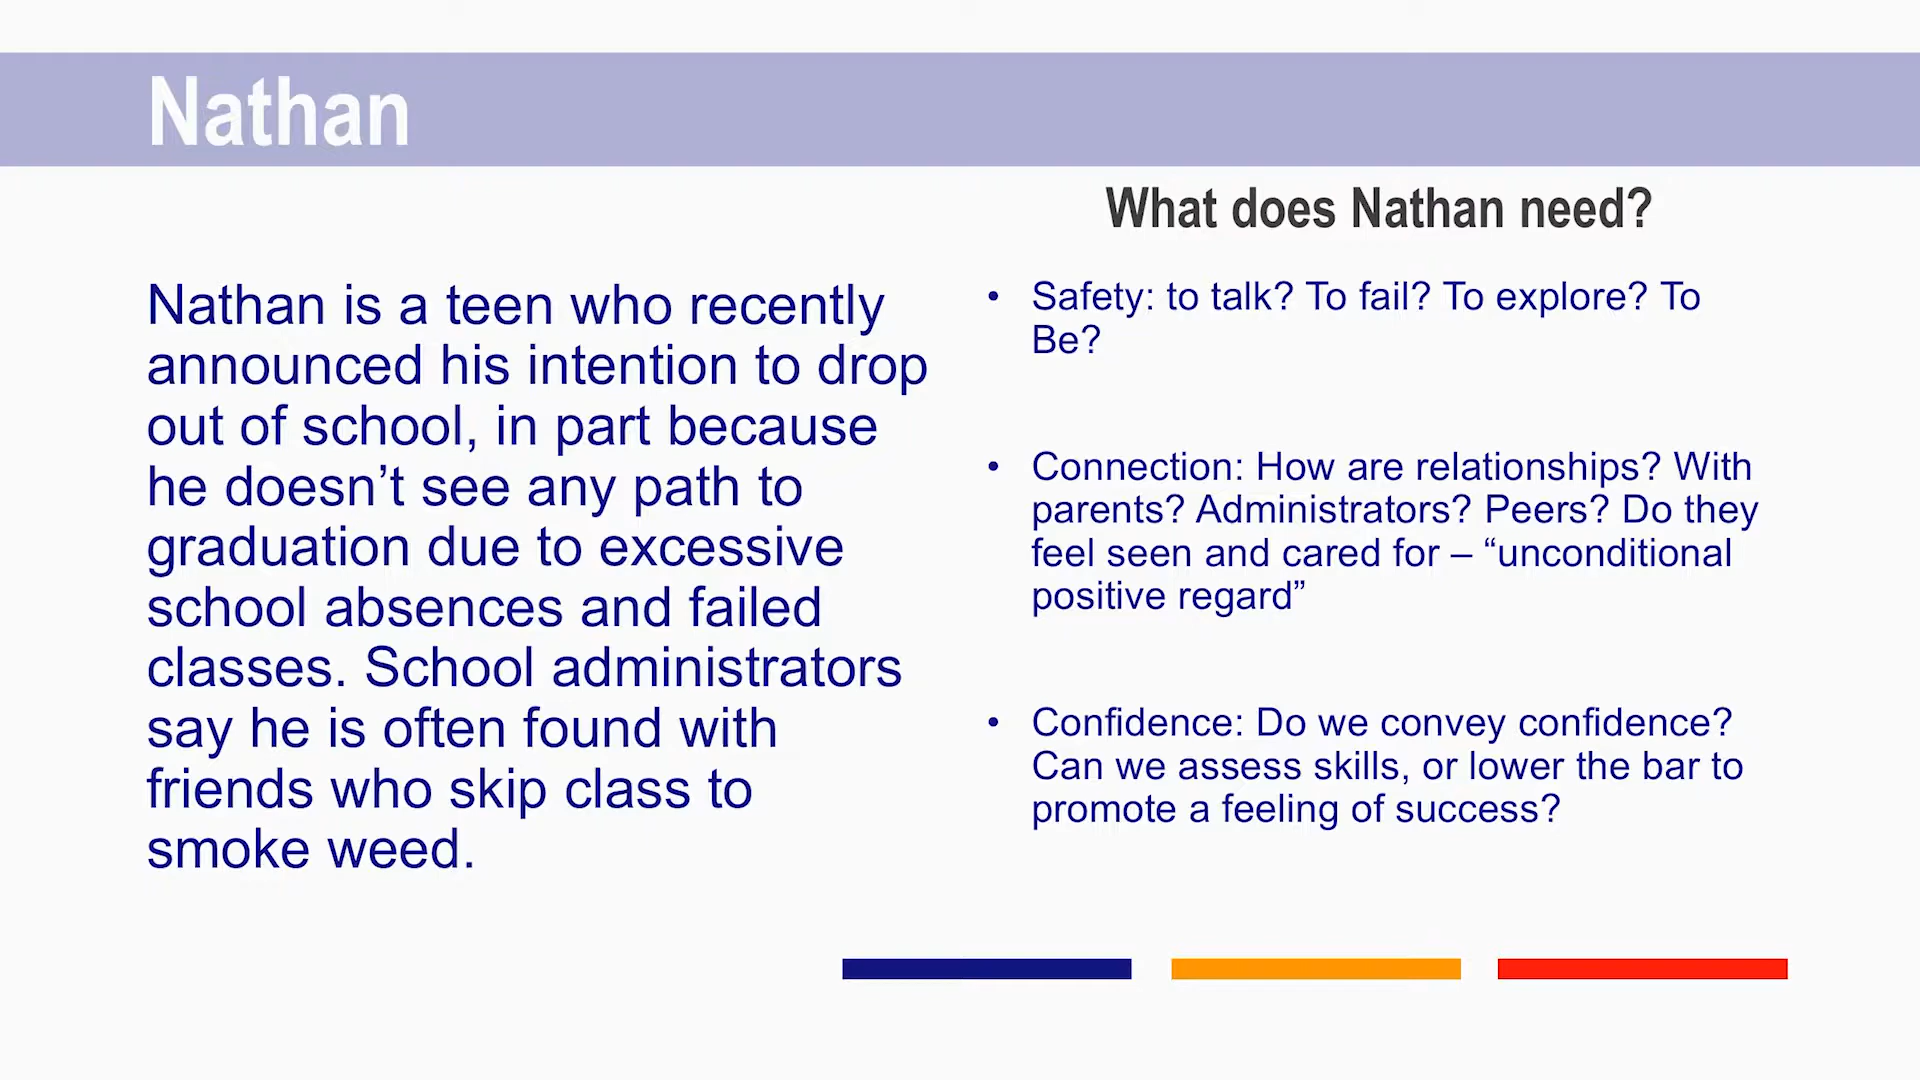 Nathan
Nathan is a teen who recently
announced his intention to drop
out of school, in part because
he doesn’t see any path to
graduation due to excessive
school absences and failed
classes. School administrators
say he is often found with
friends who skip class to
smoke weed.
What does Nathan need?
• Safety: to talk? To fail? To explore? To
Be?
• Connection: How are relationships? With
parents? Administrators? Peers? Do they
feel seen and cared for – “unconditional
positive regard”
• Confidence: Do we convey confidence?
Can we assess skills, or lower the bar to
promote a feeling of success?